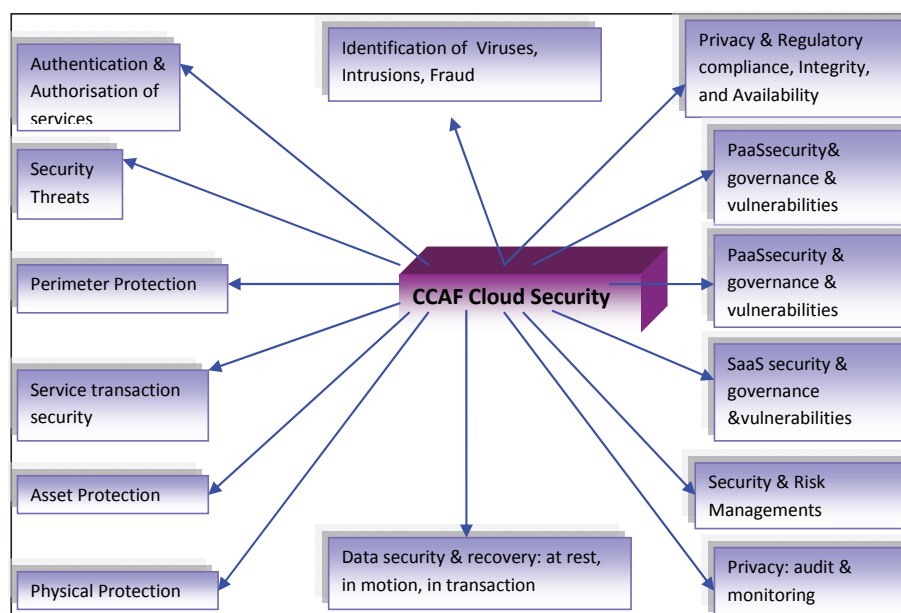 Authentication &
Authorisation of
services
Identification of Viruses,
Intrusions, Fraud
Privacy & Regulatory
compliance, Integrity,
and Availability
Security
Threats
PaaSsecurity&
governance &
vulnerabilities
Perimeter Protection
CCAF Cloud Security
PaaSsecurity &
governance &
vulnerabilities
Service transaction
security
SaaS security &
governance
&vulnerabilities
Asset Protection
Security & Risk
Managements
Physical Protection
Data security & recovery: at rest,
in motion, in transaction
Privacy: audit &
monitoring